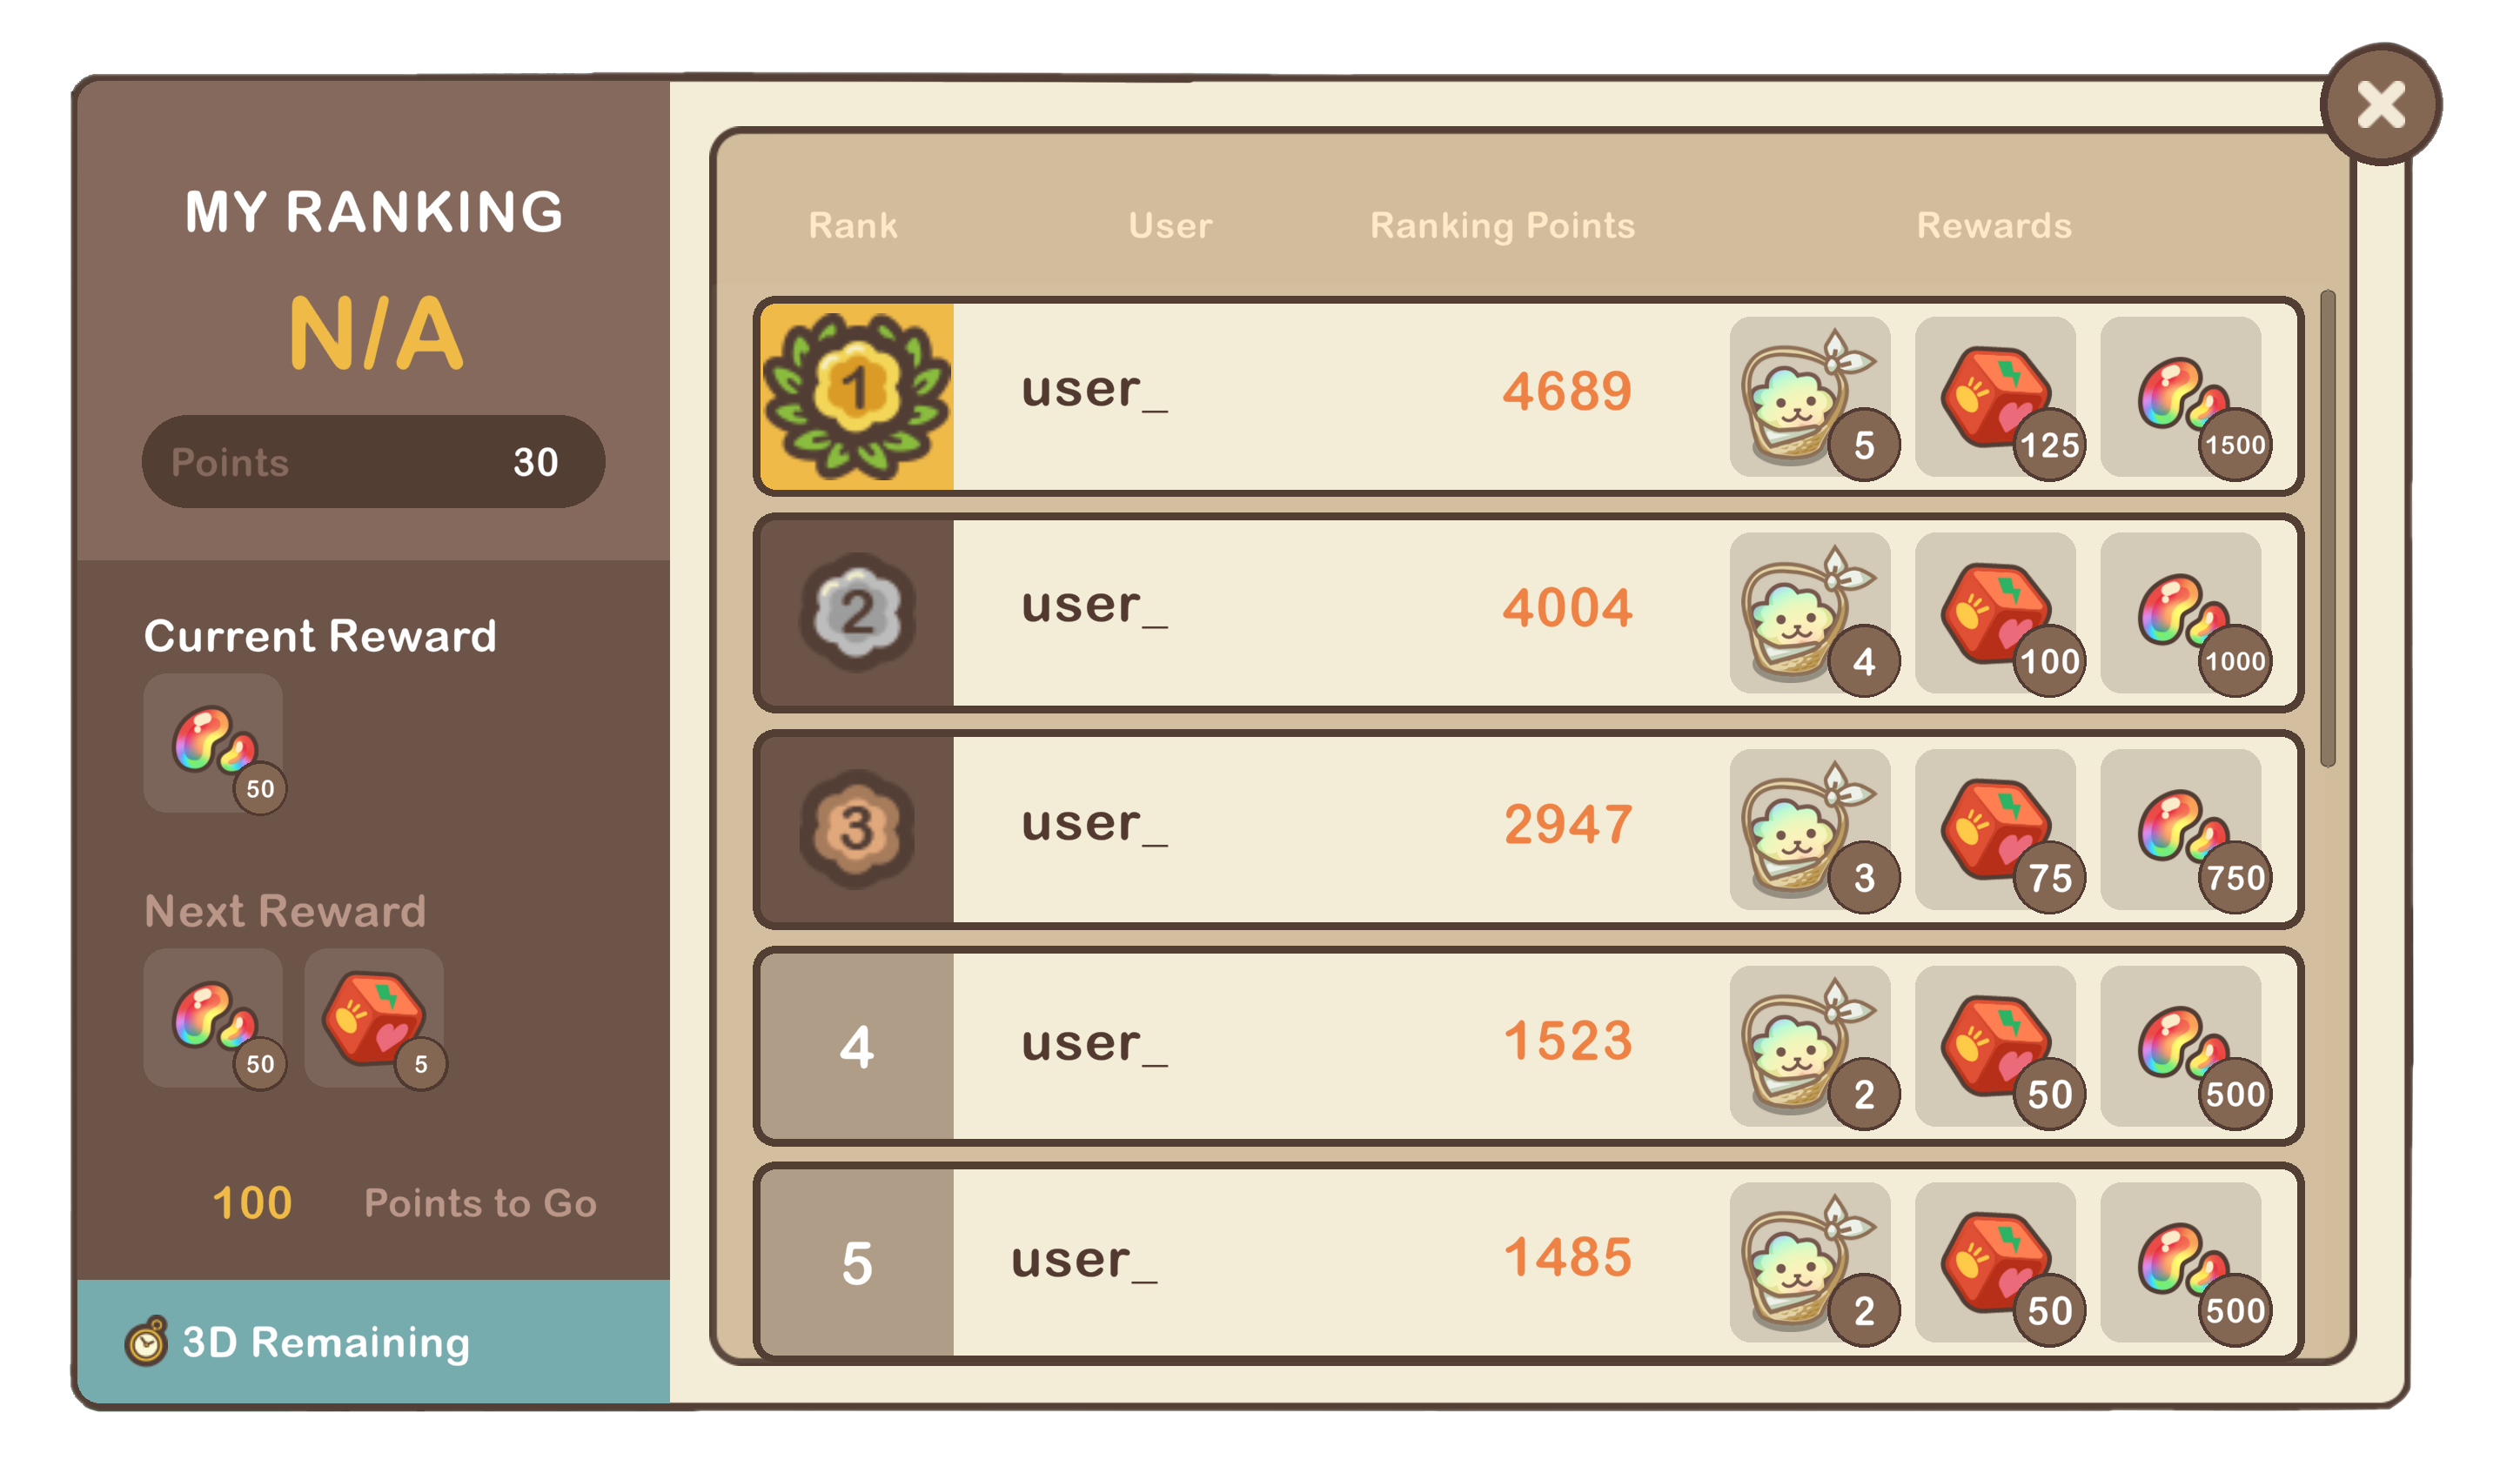 MY RANKING
N/A
Points 30
Current Reward
50
Next Reward
50 5
100 Points to Go
3D Remaining
Rank User Ranking Points Rewards
1 user_ 4689 5 125 1500
2 user_ 4004 4 100 1000
3 user_ 2947 3 75 750
4 user_ 1523 2 50 500
5 user_ 1485 2 50 500